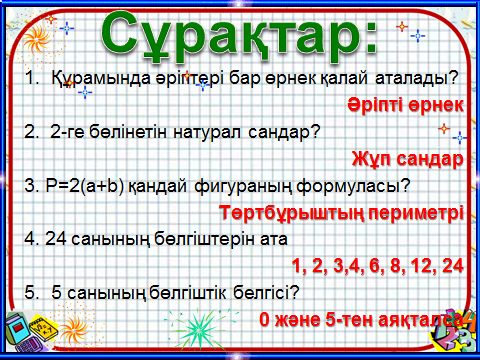 Сұрақтар:
1. Құрамында әріптері бар өрнек қалай аталады?
Әріпті өрнек
2. 2-ге бөлінетін натурал сандар?
Жұп сандар
3. P=2(a+b) қандай фигураның формуласы?
Төртбұрыштың периметрі
4. 24 санының бөлгіштерін ата
1, 2, 3,4, 6, 8, 12, 24
5. 5 санының бөлгіштік белгісі?
0 және 5-тен аяқталса